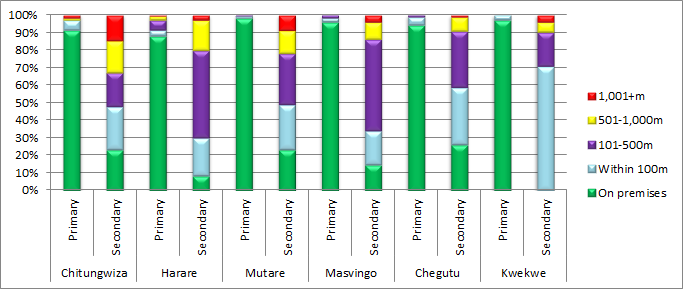 100%
90%
80%
70%
60%
50%
40%
30%
20%
10%
0%
Primary Secondary Primary Secondary Primary Secondary Primary Secondary Primary Secondary Primary Secondary
Chitungwiza Harare Mutare Masvingo Chegutu Kwekwe
1,001+m
501-1,000m
101-500m
Within 100m
On premises